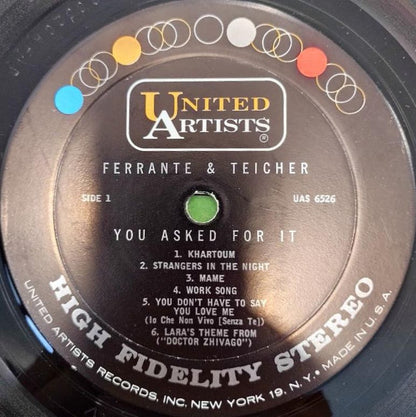 UNITED
ARTISTS
®
FERRANTE & TEICHER
SIDE 1
UAS 6526
YOU ASKED FOR IT
1. KHARTOUM
2. STRANGERS IN THE NIGHT
3. MAME
4. WORK SONG
5. YOU DON'T HAVE TO SAY
YOU LOVE ME
(Io Che Non Vivo [Senza Te])
6. LARA'S THEME FROM
("DOCTOR ZHIVAGO")
HIGH FIDELITY STEREO
UNITED ARTISTS RECORDS, INC. NEW YORK 19, N.Y. • MADE IN U.S.A.